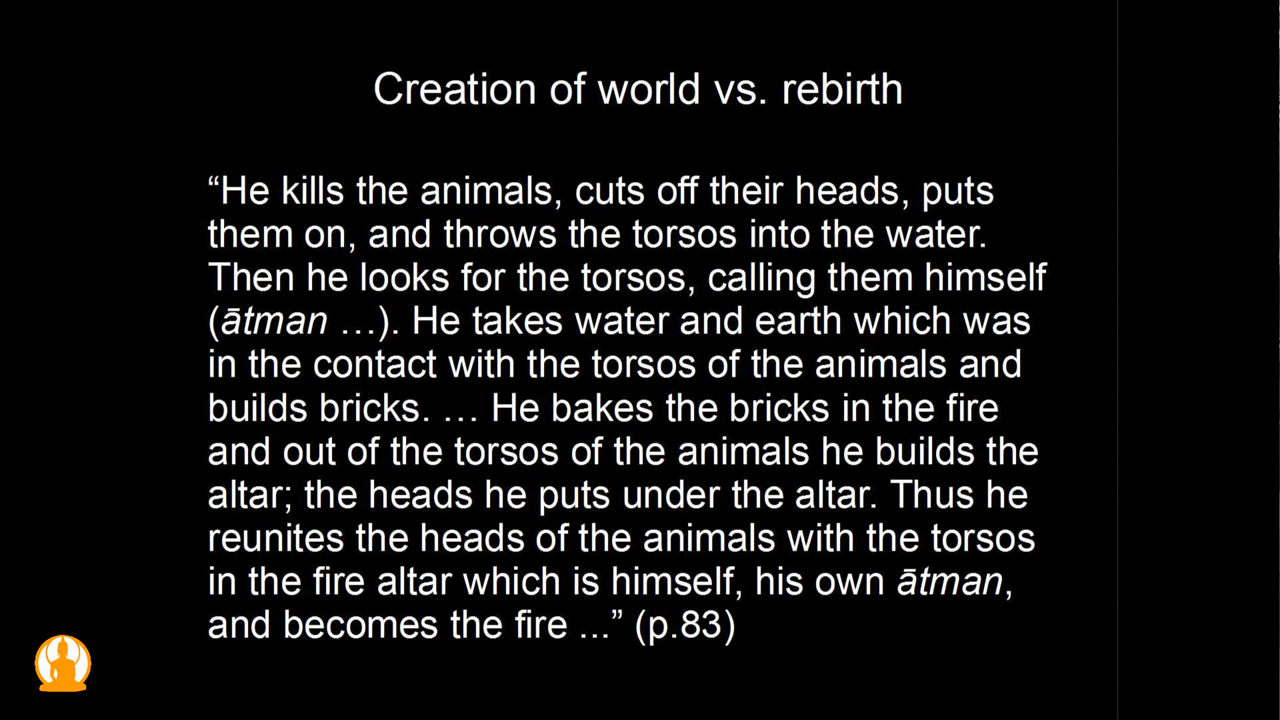 Creation of world vs. rebirth
“He kills the animals, cuts off their heads, puts
them on, and throws the torsos into the water.
Then he looks for the torsos, calling them himself
(ātman …). He takes water and earth which was
in the contact with the torsos of the animals and
builds bricks. … He bakes the bricks in the fire
and out of the torsos of the animals he builds the
altar; the heads he puts under the altar. Thus he
reunites the heads of the animals with the torsos
in the fire altar which is himself, his own ātman,
and becomes the fire ...” (p.83)